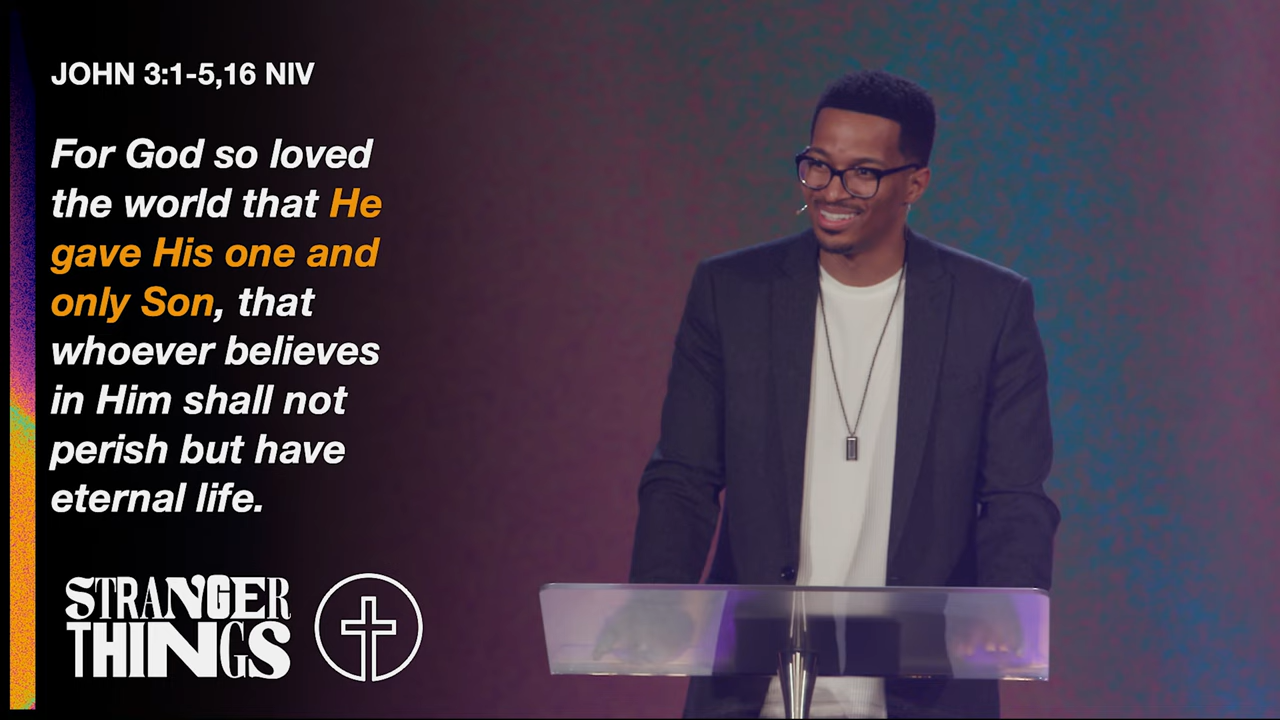 JOHN 3:1-5,16 NIV
For God so loved
the world that He
gave His one and
only Son, that
whoever believes
in Him shall not
perish but have
eternal life.
STRANGER
THINGS